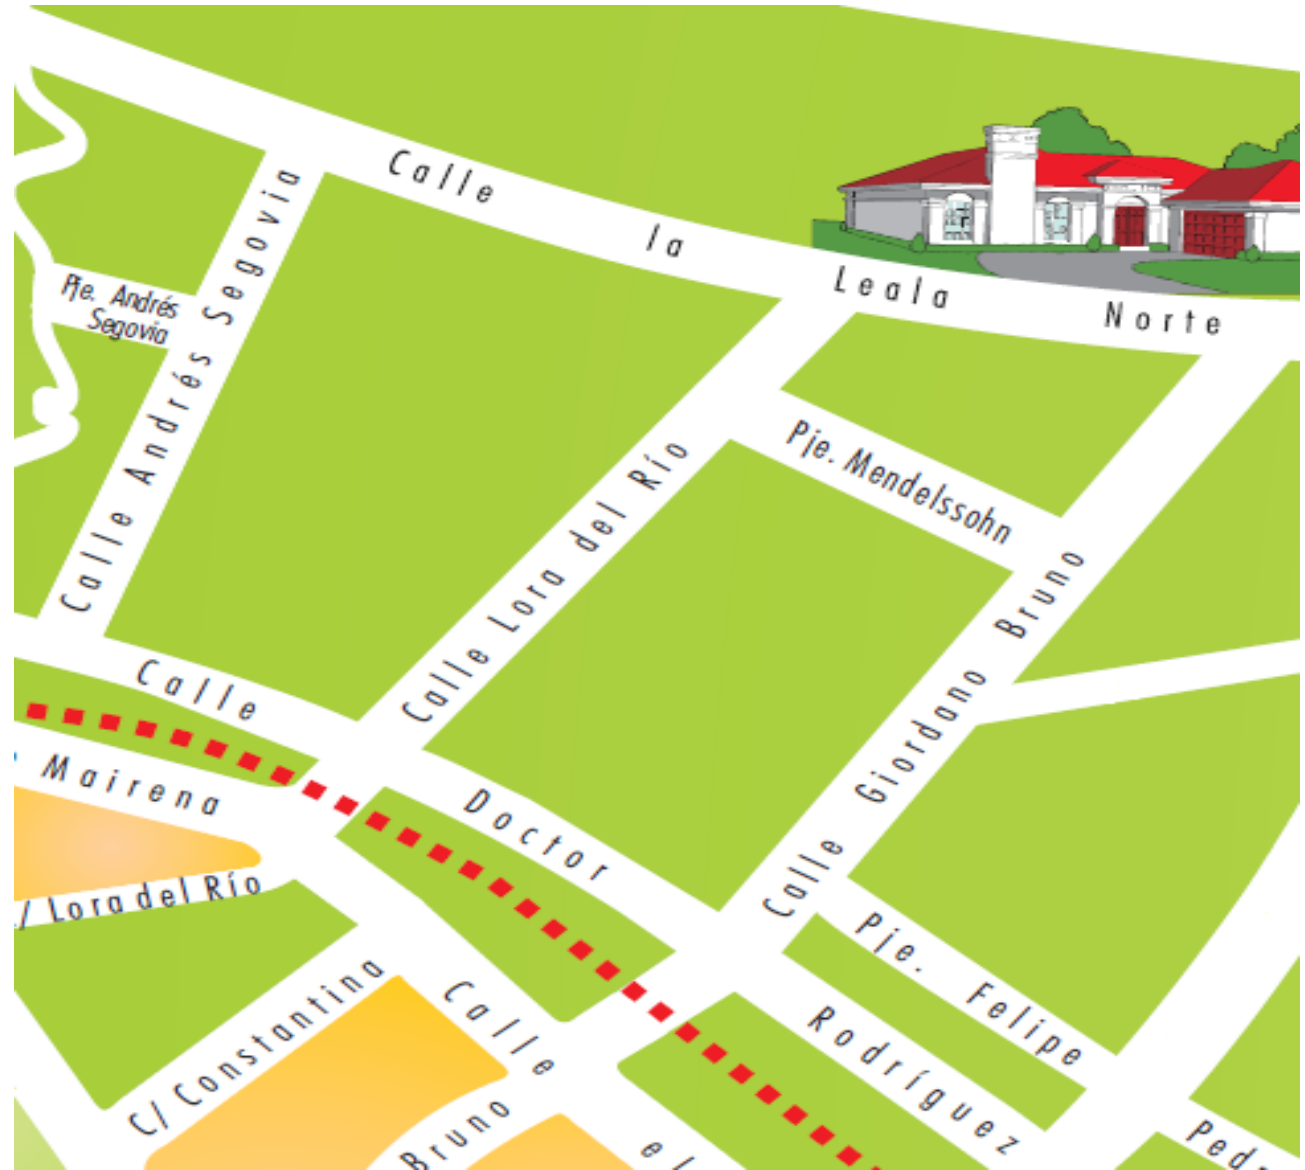 Calle la Leala Norte
Pje. Andrés
Segovia
Calle Andrés Segovia
Calle Lora del Río
Pje. Mendelssohn
Calle Giordano Bruno
Calle Doctor Rodríguez
Mairena
/ Lora del Río
Pje. Felipe
C/ Constantina
Calle
Bruno